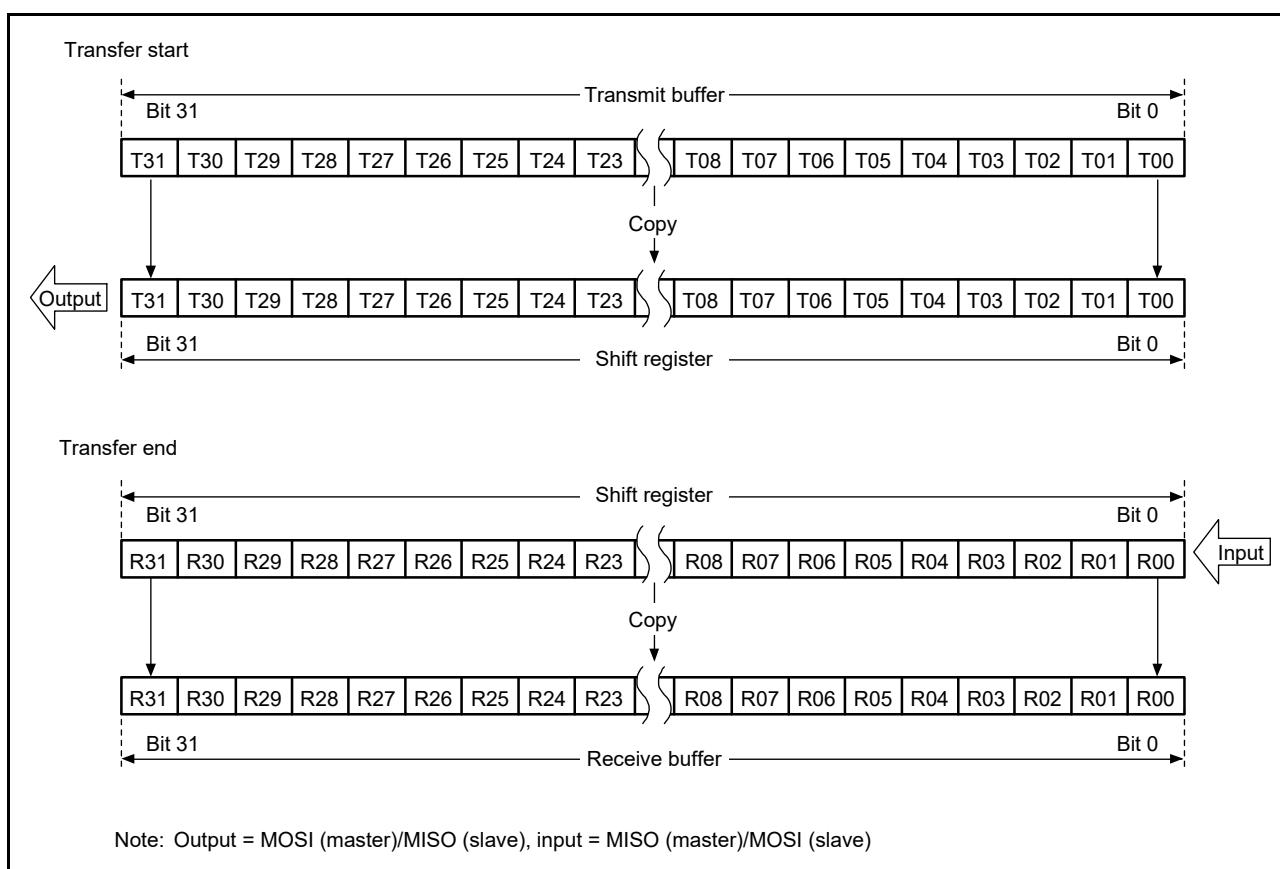 Transfer start
Transmit buffer
Bit 31 Bit 0
T31 T30 T29 T28 T27 T26 T25 T24 T23 T08 T07 T06 T05 T04 T03 T02 T01 T00
Copy
Output T31 T30 T29 T28 T27 T26 T25 T24 T23 T08 T07 T06 T05 T04 T03 T02 T01 T00
Bit 31 Bit 0
Shift register
Transfer end
Shift register
Bit 31 Bit 0
R31 R30 R29 R28 R27 R26 R25 R24 R23 R08 R07 R06 R05 R04 R03 R02 R01 R00 Input
Copy
R31 R30 R29 R28 R27 R26 R25 R24 R23 R08 R07 R06 R05 R04 R03 R02 R01 R00
Bit 31 Bit 0
Receive buffer
Note: Output = MOSI (master)/MISO (slave), input = MISO (master)/MOSI (slave)